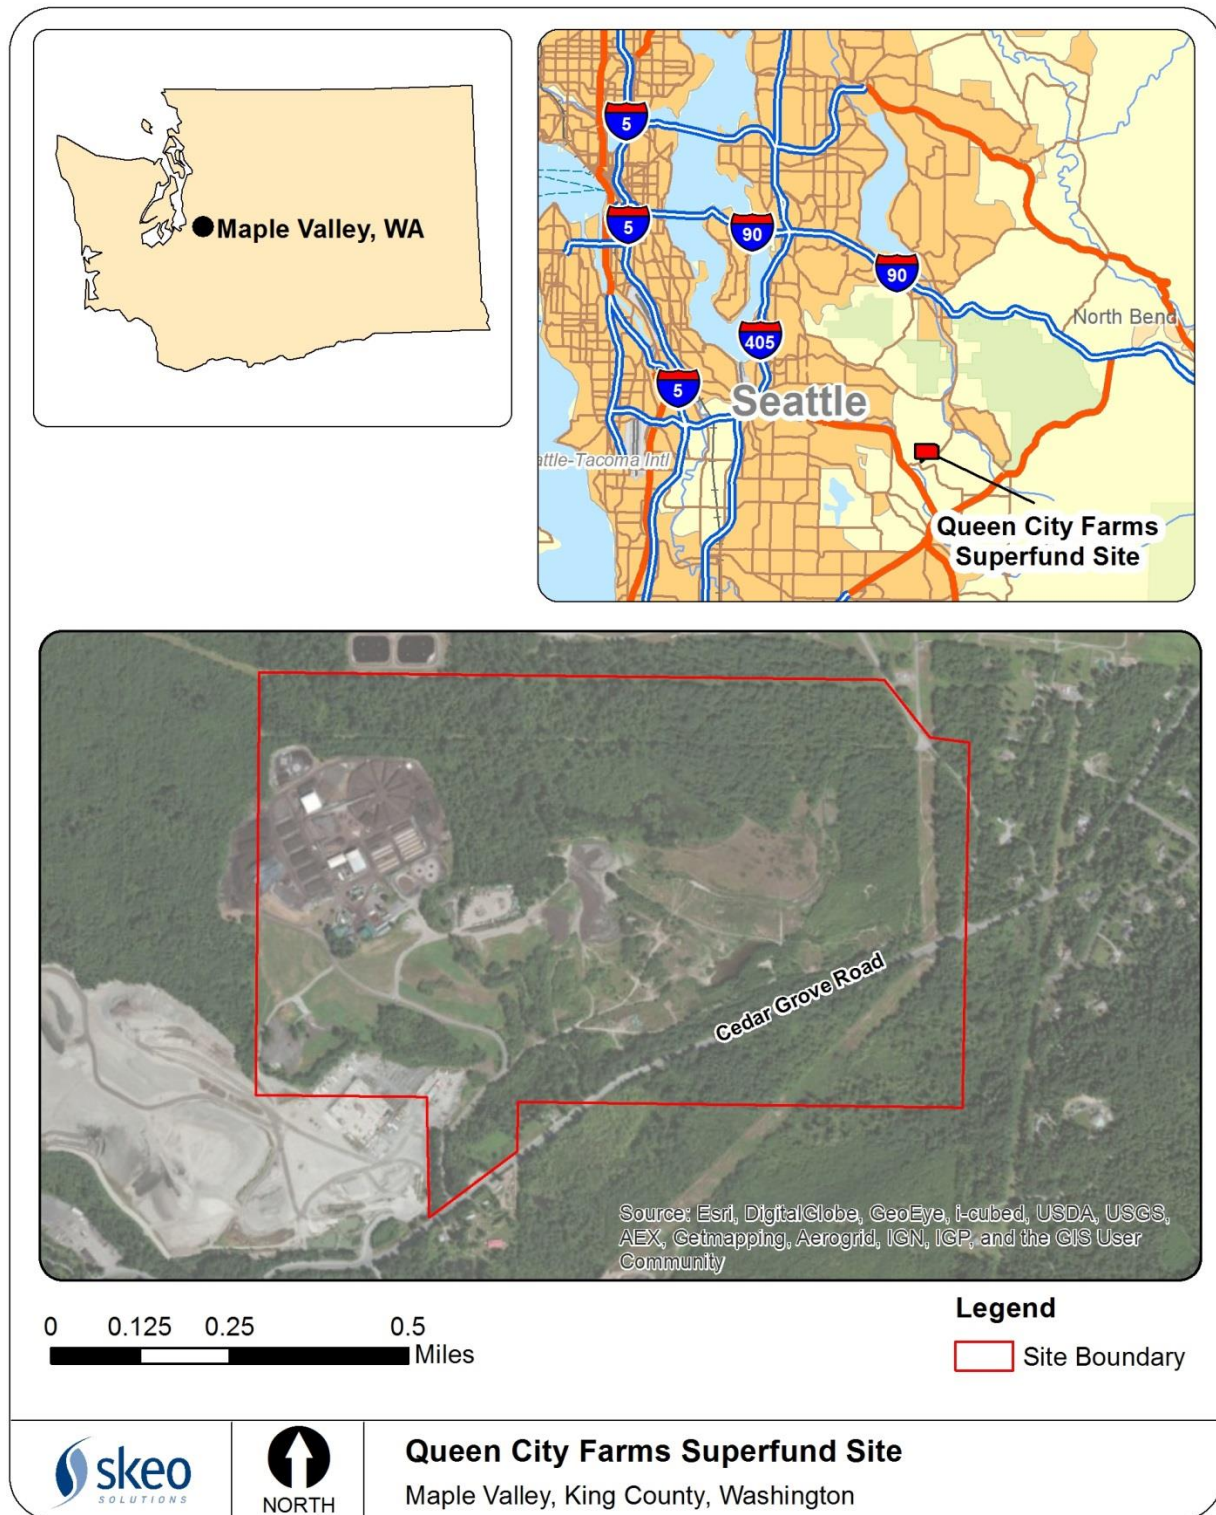 Maple Valley, WA
5
5
90
90
405
5
North Bend
Seattle
attle-Tacoma Intl
Queen City Farms
Superfund Site
Cedar Grove Road
Source: Esri, DigitalGlobe, GeoEye, i-cubed, USDA, USGS,
AEX, Getmapping, Aerogrid, IGN, IGP, and the GIS User
Community
0 0.125 0.25 0.5
Miles
Legend
Site Boundary
skeo
SOLUTIONS
NORTH
Queen City Farms Superfund Site
Maple Valley, King County, Washington